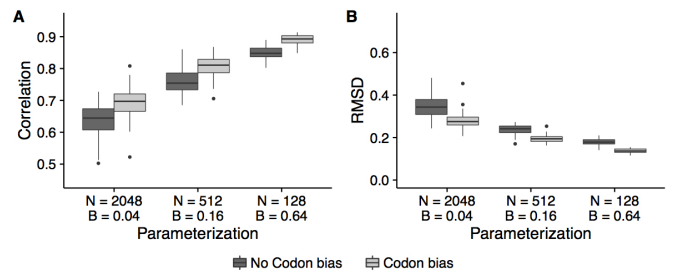 A
Correlation
0.9
0.8
0.7
0.6
0.5
N = 2048 N = 512 N = 128
B = 0.04 B = 0.16 B = 0.64
Parameterization
B
RMSD
0.6
0.4
0.2
0.0
N = 2048 N = 512 N = 128
B = 0.04 B = 0.16 B = 0.64
Parameterization
No Codon bias Codon bias